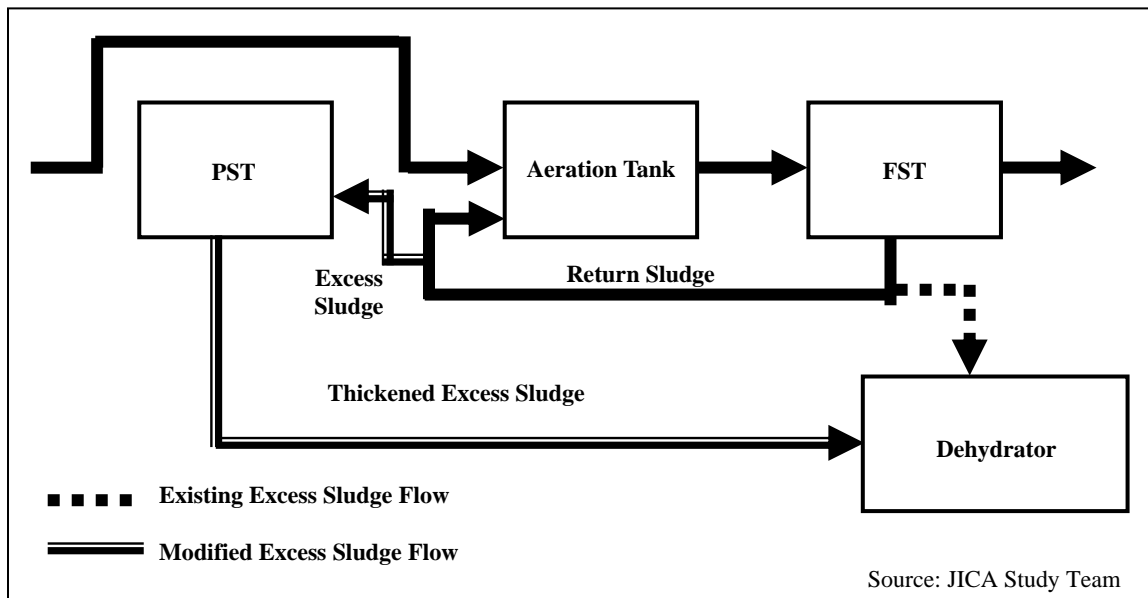 PST
Aeration Tank
FST
Excess
Sludge
Return Sludge
Thickened Excess Sludge
Dehydrator
Existing Excess Sludge Flow
Modified Excess Sludge Flow
Source: JICA Study Team